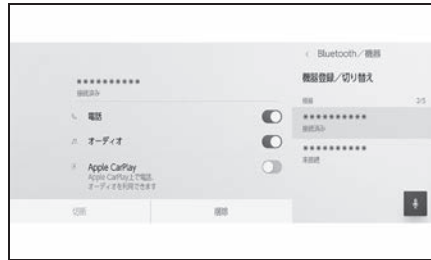 Bluetooth／機器
機器登録／切り替え
機器 2/5
**********
接続済み
**********
未接続
**********
接続済み
電話
オーディオ
Apple CarPlay
Apple CarPlay上で電話、
オーディオを利用できます
切断
削除